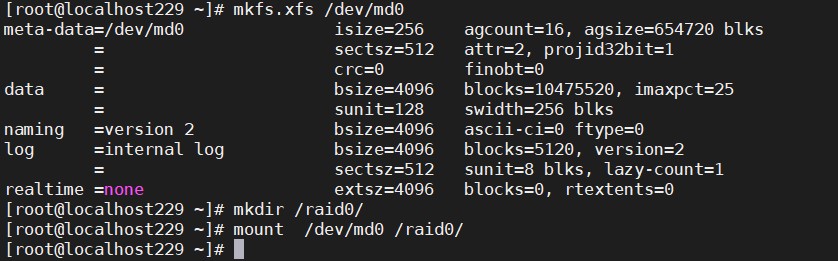 [root@localhost229 ~]# mkfs.xfs /dev/md0
meta-data=/dev/md0               isize=256    agcount=16, agsize=654720 blks
         =                       sectsz=512   attr=2, projid32bit=1
         =                       crc=0        finobt=0
data     =                       bsize=4096   blocks=10475520, imaxpct=25
         =                       sunit=128    swidth=256 blks
naming   =version 2              bsize=4096   ascii-ci=0 ftype=0
log      =internal log           bsize=4096   blocks=5120, version=2
         =                       sectsz=512   sunit=8 blks, lazy-count=1
realtime =none                   extsz=4096   blocks=0, rtextents=0
[root@localhost229 ~]# mkdir /raid0/
[root@localhost229 ~]# mount  /dev/md0 /raid0/
[root@localhost229 ~]#